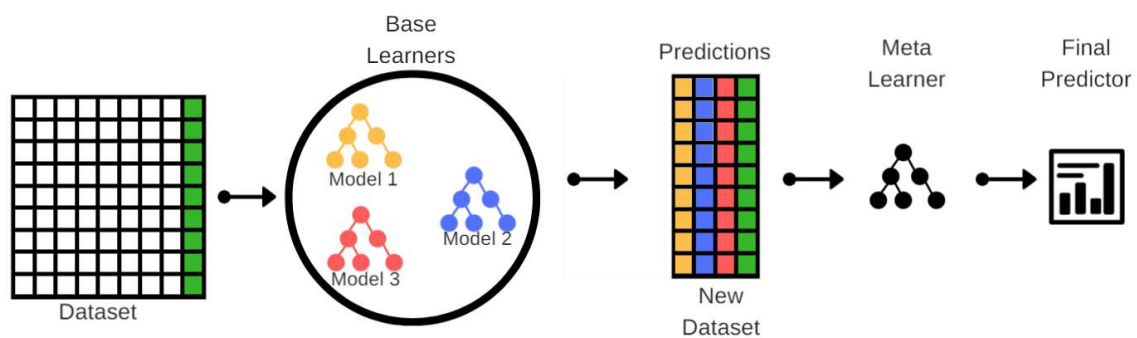 Base
Learners
Predictions
Meta
Learner
Final
Predictor
Model 1
Model 2
Model 3
Dataset
New
Dataset